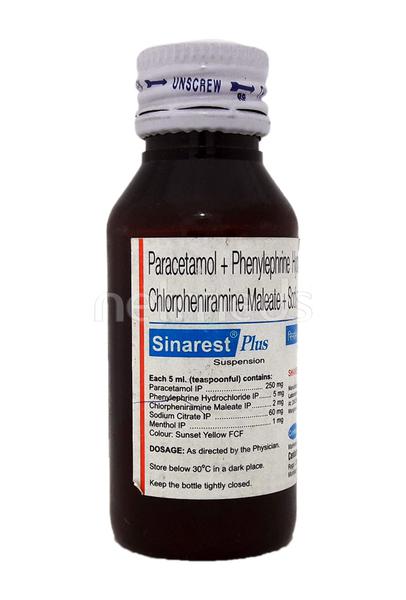 UNSCREW
Paracetamol + Phenylephrine
Chlorpheniramine Maleate +
Sinarest® Plus
Suspension
Each 5 ml. (teaspoonful) contains:
Paracetamol IP ........ 250 mg
Phenylephrine Hydrochloride IP ..... 5 mg
Chlorpheniramine Maleate IP ..... 2 mg
Sodium Citrate IP ........ 60 mg
Menthol IP ........ 1 mg
Colour: Sunset Yellow FCF
DOSAGE: As directed by the Physician.
Store below 30°C in a dark place.
Keep the bottle tightly closed.